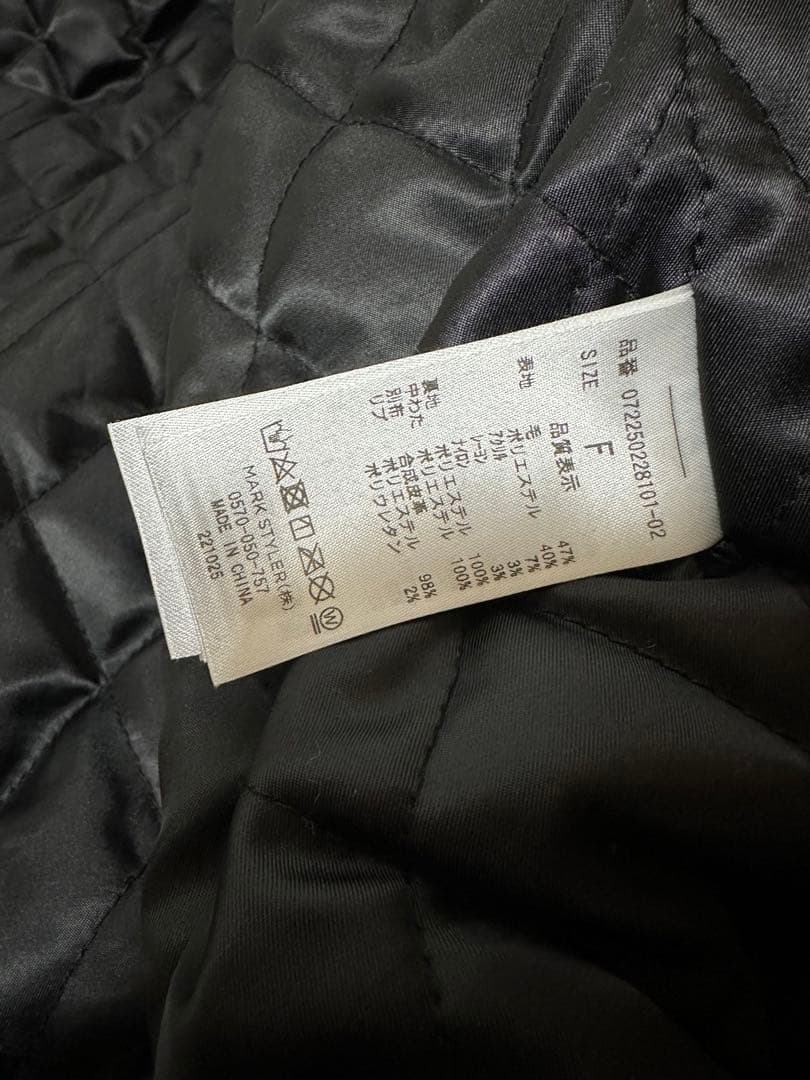 品番 072250228101-02
SIZE F
品質表示
表地 毛 47%
ポリエステル 40%
アクリル 7%
レーヨン 3%
ナイロン 3%
裏地 ポリエステル 100%
中わた ポリエステル 100%
別布 合成皮革
リブ ポリエステル 98%
ポリウレタン 2%
W
MARK STYLER(株)
0570-050-757
MADE IN CHINA
221025